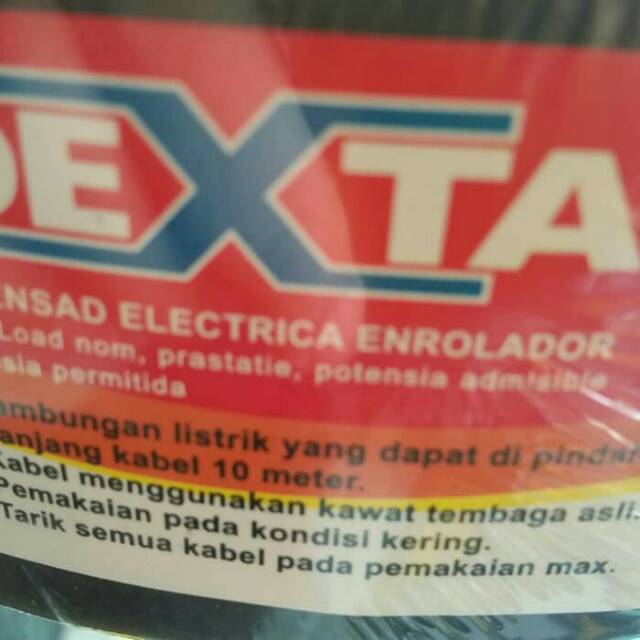 DEXTA
ENSAD ELECTRICA ENROLADOR
Load nom, prastatie, potensia admisible
sia permitida
ambungan listrik yang dapat di pindah
anjang kabel 10 meter.
Kabel menggunakan kawat tembaga asli.
Pemakaian pada kondisi kering.
Tarik semua kabel pada pemakaian max.